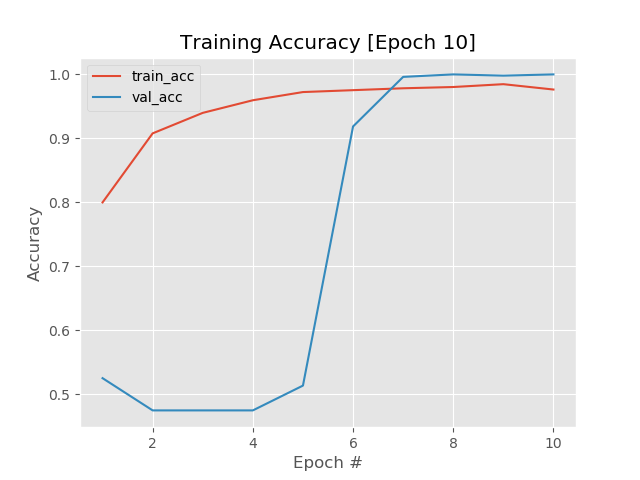 Training Accuracy [Epoch 10]
train_acc
val_acc
1.0
0.9
0.8
0.7
0.6
0.5
Accuracy
2 4 6 8 10
Epoch #